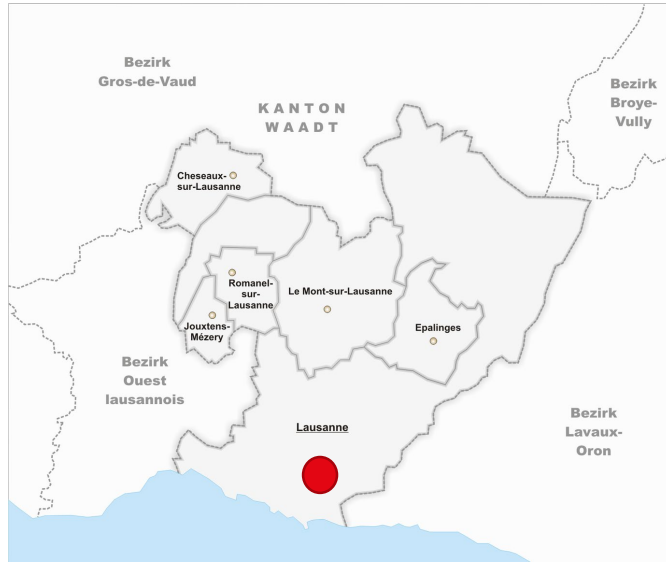 Bezirk
Gros-de-Vaud
KANTON
WAADT
Bezirk
Broye-
Vully
Cheseaux-
sur-Lausanne
Romanel-
sur-
Lausanne
Le Mont-sur-Lausanne
Jouxtens-
Mézery
Epalinges
Bezirk
Ouest
lausannois
Lausanne
Bezirk
Lavaux-
Oron